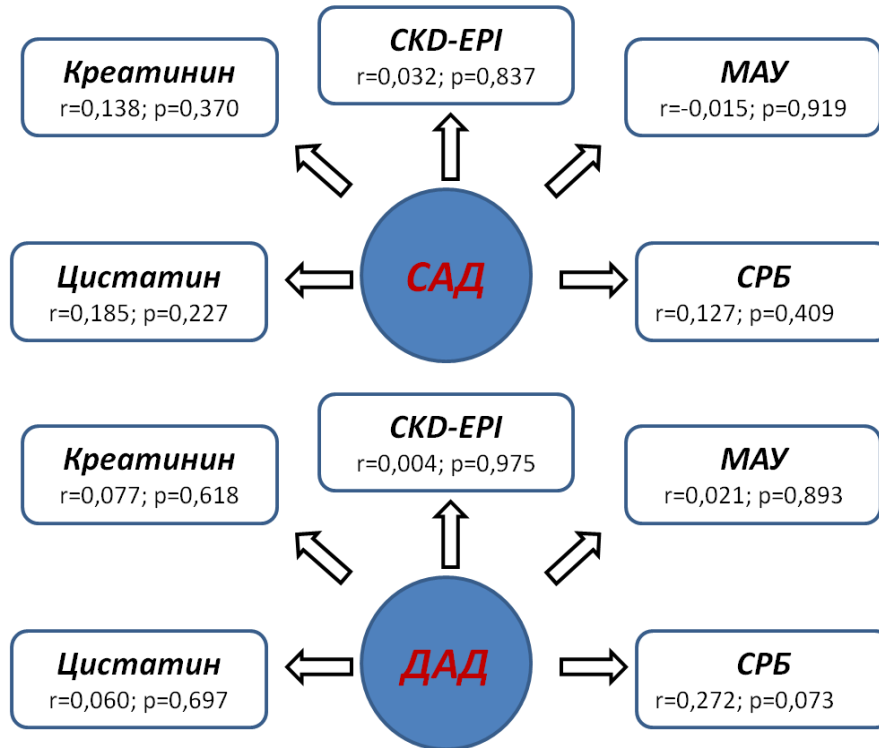 Креатинин
r=0,138; p=0,370
CKD-EPI
r=0,032; p=0,837
МАУ
r=-0,015; p=0,919
Цистатин
r=0,185; p=0,227
САД
СРБ
r=0,127; p=0,409
Креатинин
r=0,077; p=0,618
CKD-EPI
r=0,004; p=0,975
МАУ
r=0,021; p=0,893
Цистатин
r=0,060; p=0,697
ДАД
СРБ
r=0,272; p=0,073